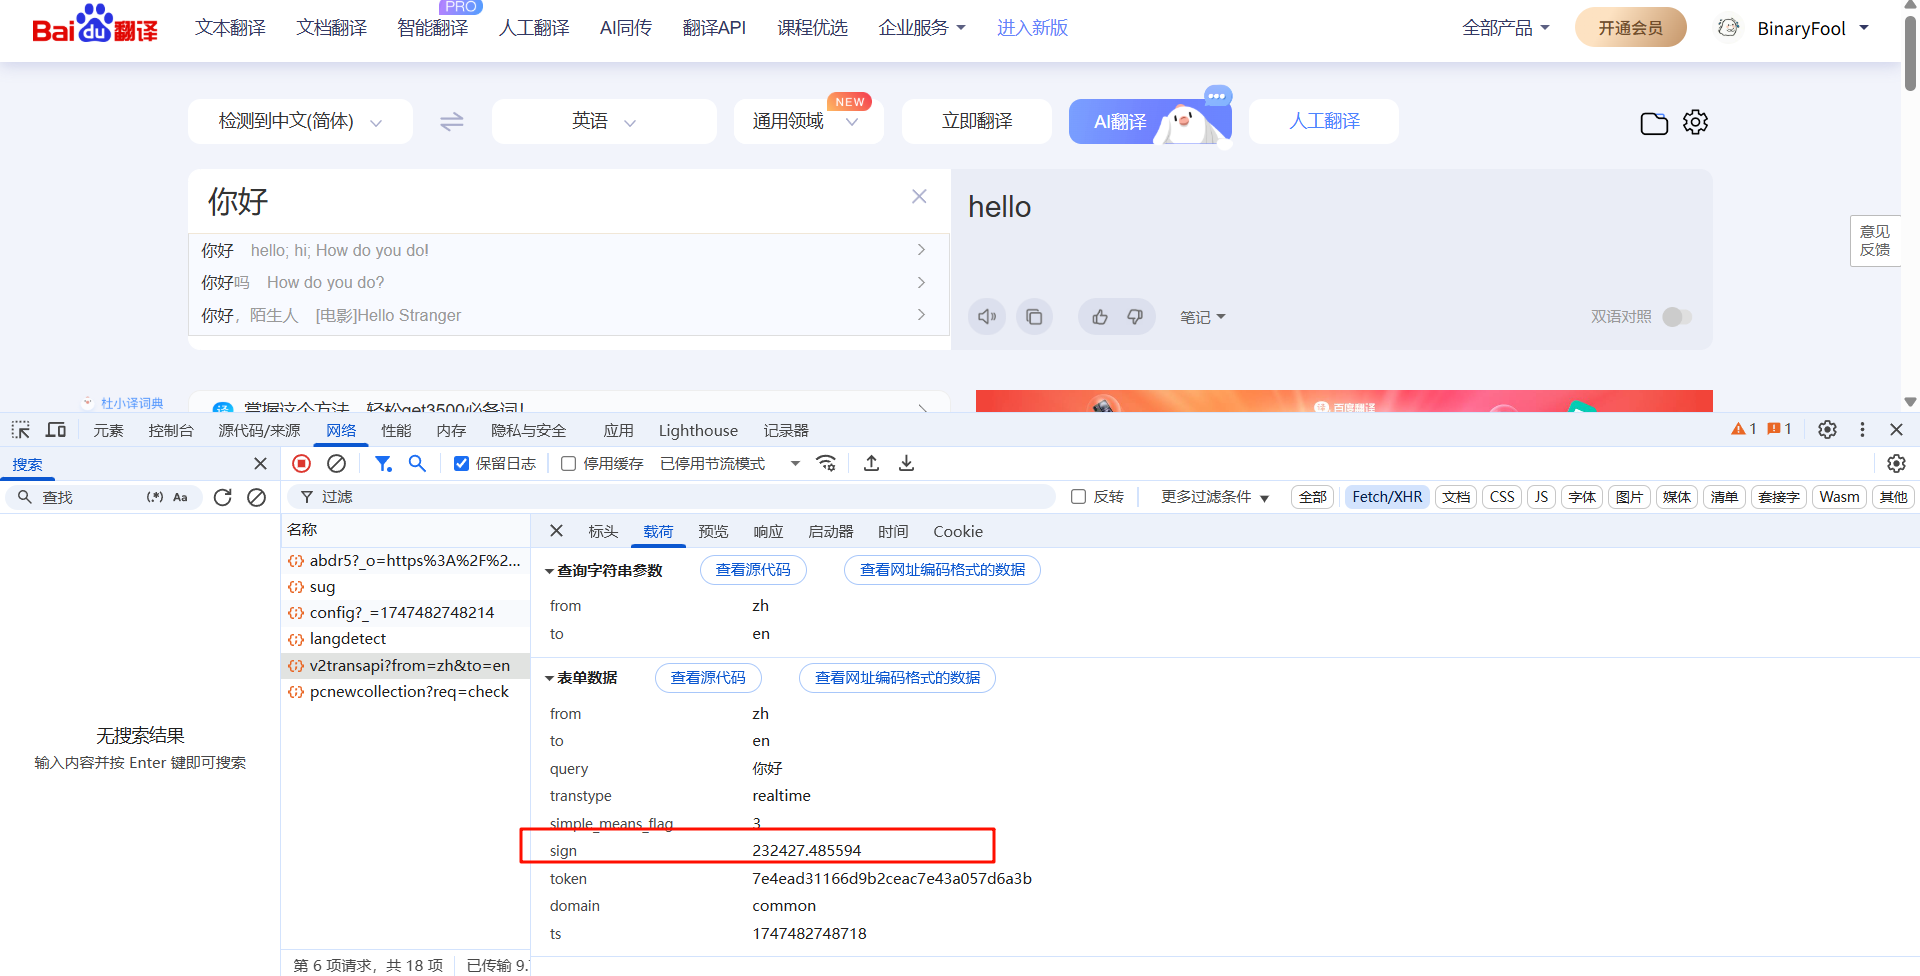 Bai du 翻译
文本翻译 文档翻译 智能翻译 PRO 人工翻译 AI同传 翻译API 课程优选 企业服务 进入新版 全部产品 开通会员 BinaryFool
检测到中文(简体) 英语 通用领域 NEW 立即翻译 AI翻译 人工翻译
你好
hello
意见
反馈
你好 hello; hi; How do you do!
你好吗 How do you do?
你好，陌生人 [电影]Hello Stranger
笔记 双语对照
杜小译词典
掌握这个方法，轻松get3500必备词!
百度翻译
元素 控制台 源代码/来源 网络 性能 内存 隐私与安全 应用 Lighthouse 记录器 1 1
搜索
保留日志 停用缓存 已停用节流模式
查找 (.*) Aa
过滤 反转 更多过滤条件 全部 Fetch/XHR 文档 CSS JS 字体 图片 媒体 清单 套接字 Wasm 其他
名称
标头 载荷 预览 响应 启动器 时间 Cookie
abdr5?_o=https%3A%2F%2...
sug
config?_=1747482748214
langdetect
v2transapi?from=zh&to=en
pcnewcollection?req=check
查询字符串参数 查看源代码 查看网址编码格式的数据
from zh
to en
表单数据 查看源代码 查看网址编码格式的数据
from zh
to en
query 你好
transtype realtime
simple_means_flag 3
sign 232427.485594
token 7e4ead31166d9b2ceac7e43a057d6a3b
domain common
ts 1747482748718
无搜索结果
输入内容并按 Enter 键即可搜索
第 6 项请求，共 18 项 已传输 9.